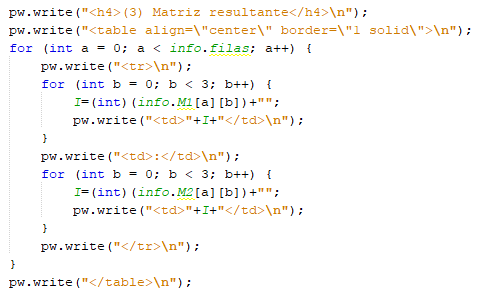 pw.write("<h4>(3) Matriz resultante</h4>\n");
pw.write("<table align=\"center\" border=\"1 solid\">\n");
for (int a = 0; a < info.filas; a++) {
    pw.write("<tr>\n");
    for (int b = 0; b < 3; b++) {
        I=(int)(info.M1[a][b])+"";
        pw.write("<td>"+I+"</td>\n");
    }
    pw.write("<td>:</td>\n");
    for (int b = 0; b < 3; b++) {
        I=(int)(info.M2[a][b])+"";
        pw.write("<td>"+I+"</td>\n");
    }
    pw.write("</tr>\n");
}
pw.write("</table>\n");